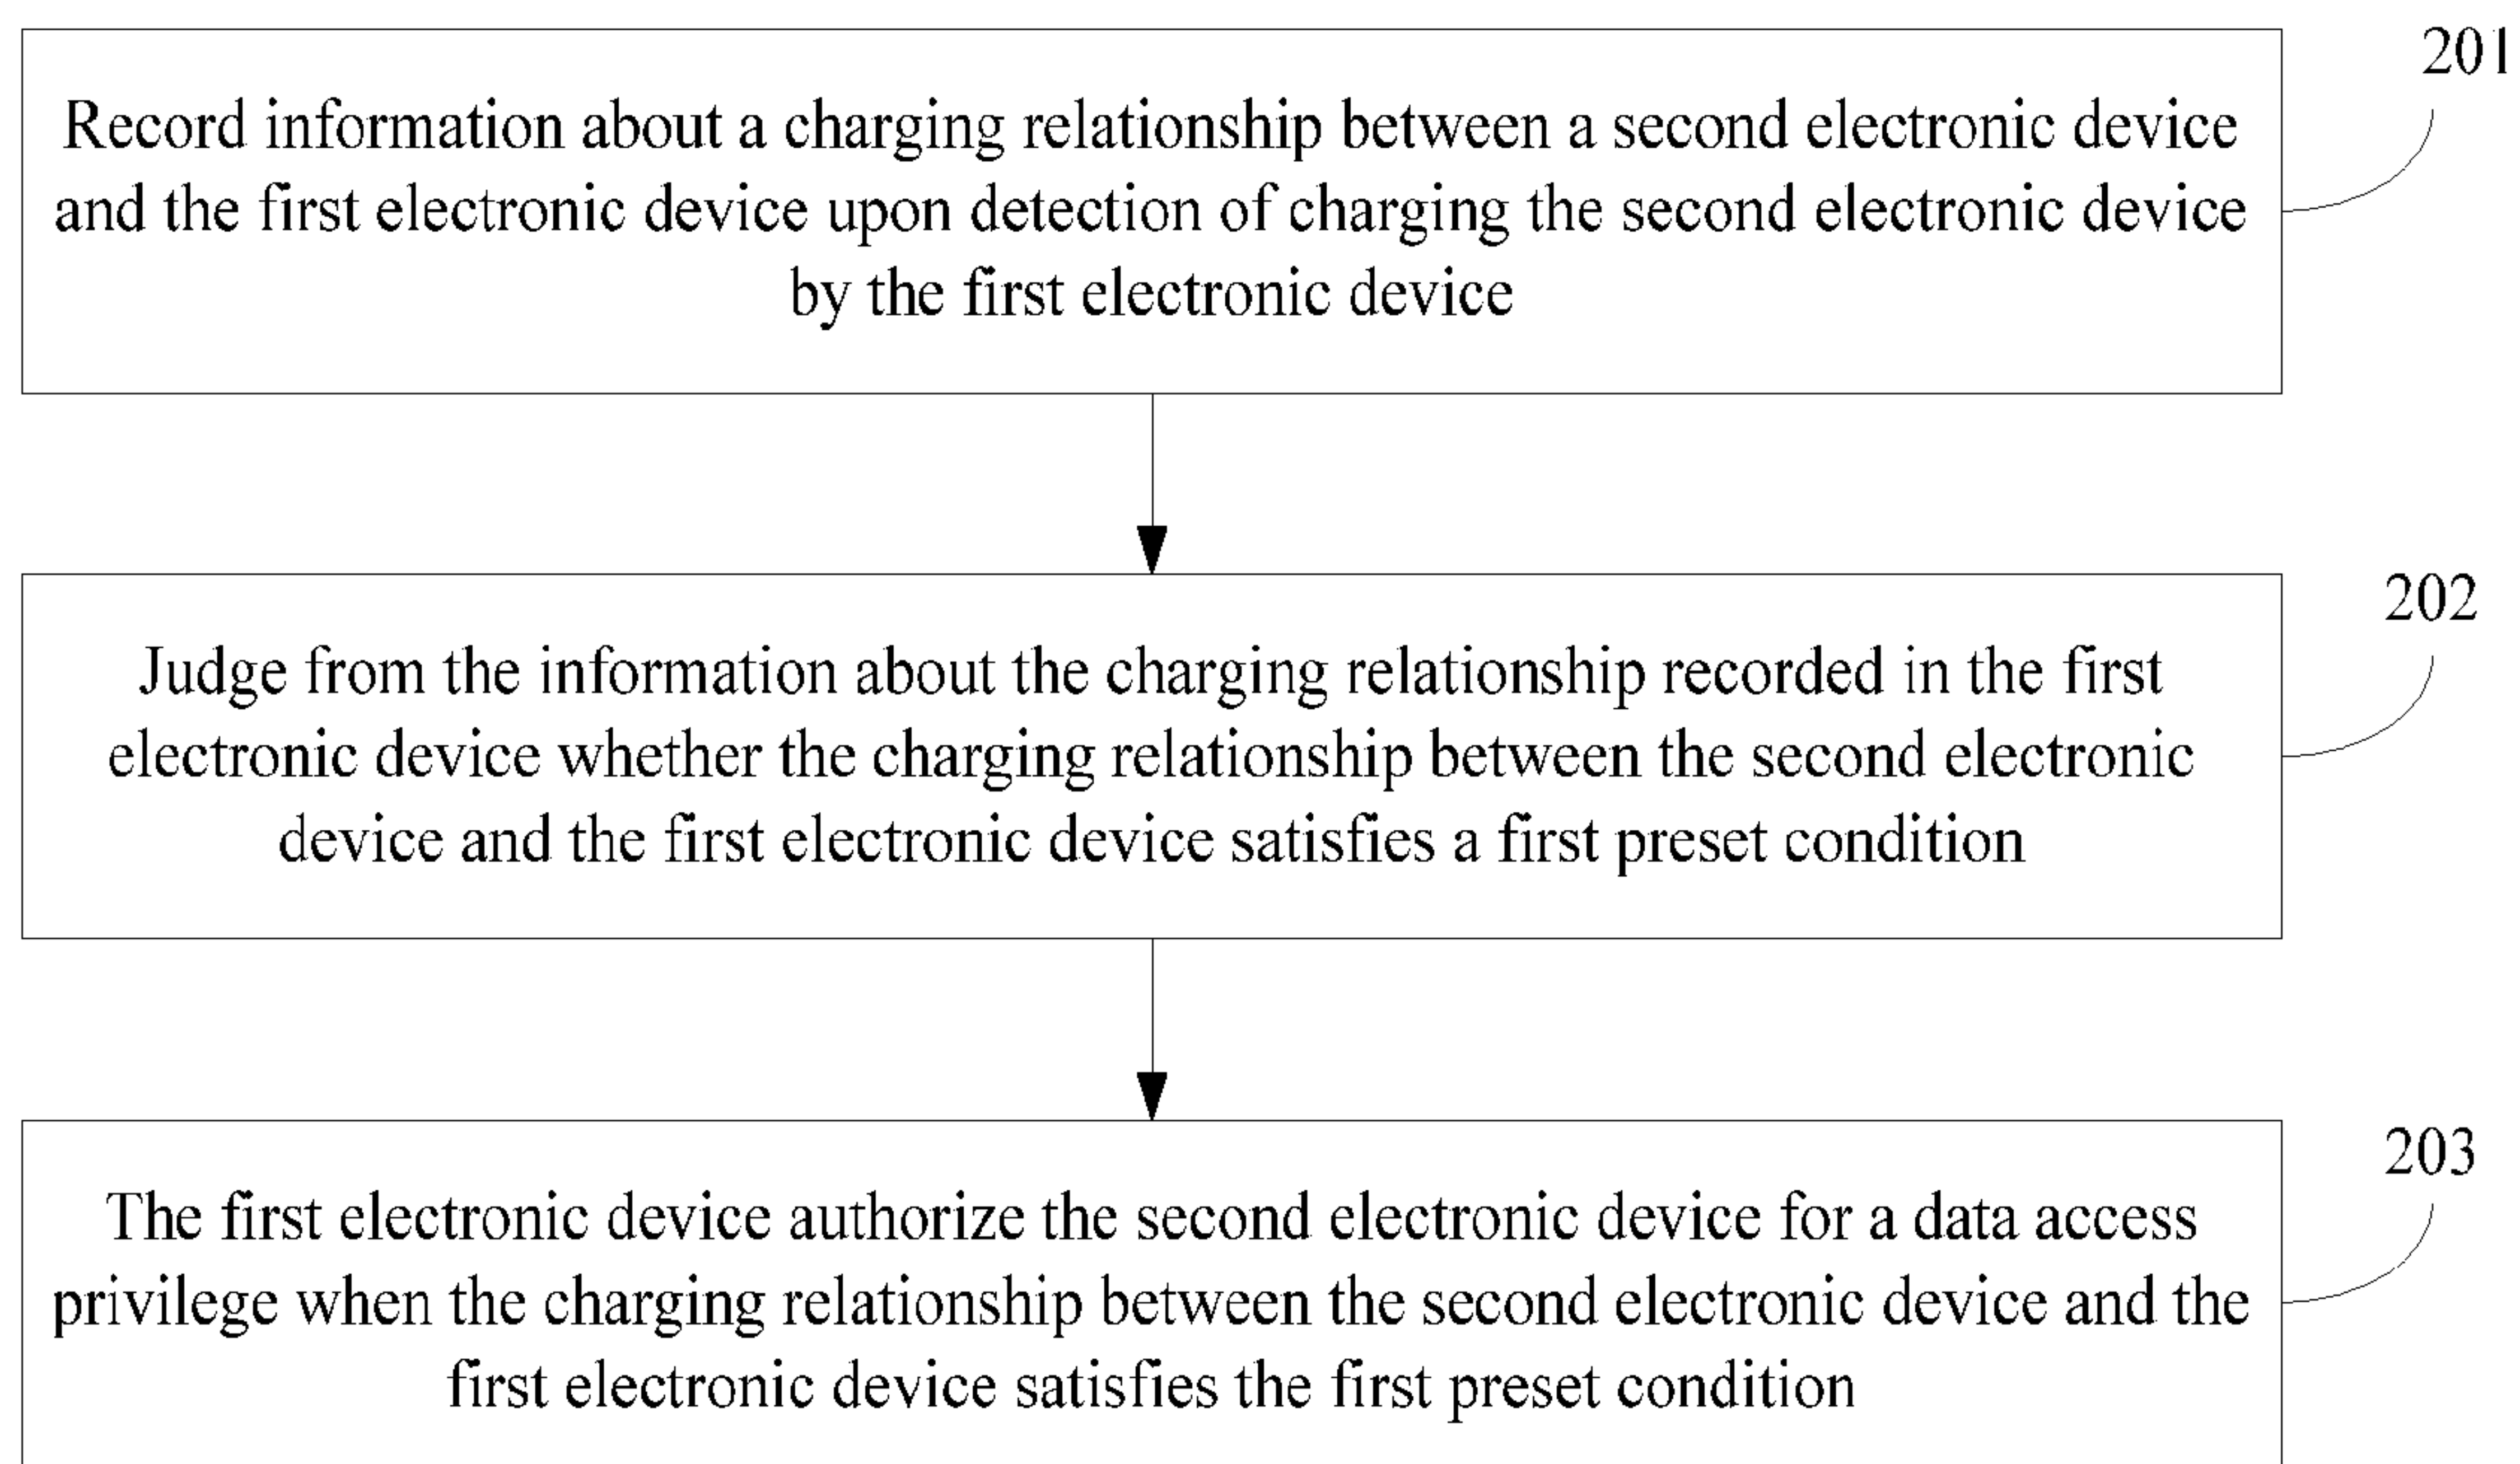 201
Record information about a charging relationship between a second electronic device
and the first electronic device upon detection of charging the second electronic device
by the first electronic device
202
Judge from the information about the charging relationship recorded in the first
electronic device whether the charging relationship between the second electronic
device and the first electronic device satisfies a first preset condition
203
The first electronic device authorize the second electronic device for a data access
privilege when the charging relationship between the second electronic device and the
first electronic device satisfies the first preset condition